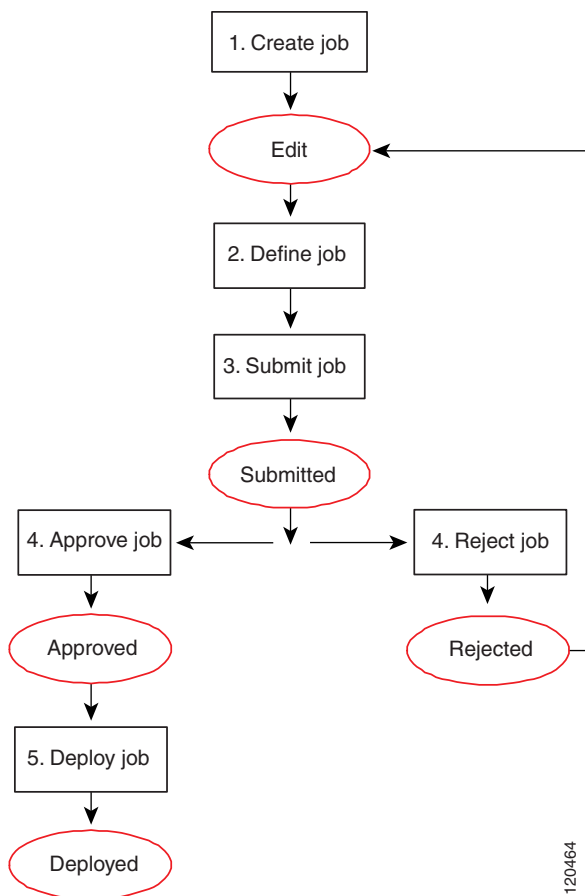 1. Create job
Edit
2. Define job
3. Submit job
Submitted
4. Approve job
4. Reject job
Approved
Rejected
5. Deploy job
Deployed
120464